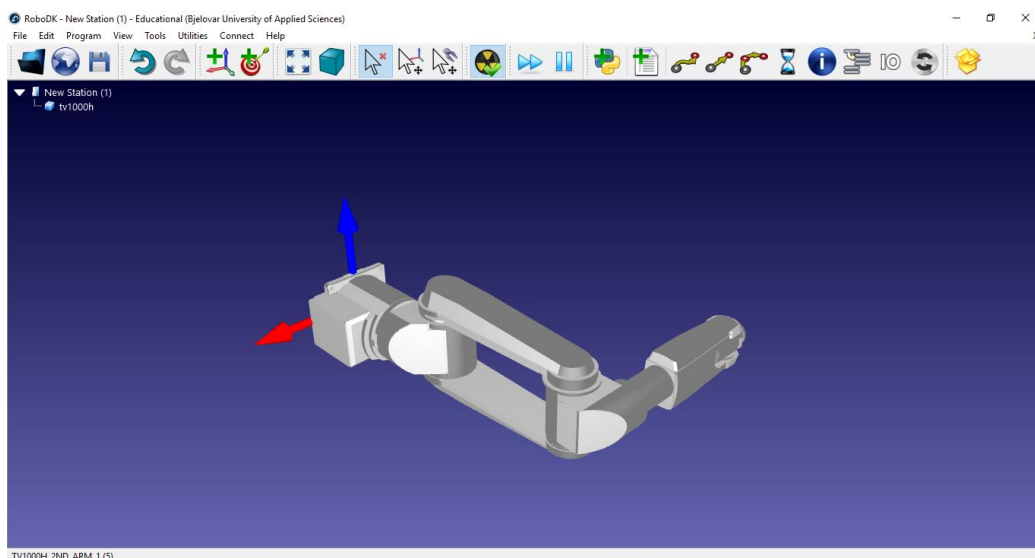 RoboDK - New Station (1) - Educational (Bjelovar University of Applied Sciences)
File Edit Program View Tools Utilities Connect Help
IO
New Station (1)
tv1000h
TV1000H_2ND_ARM_1 (5)